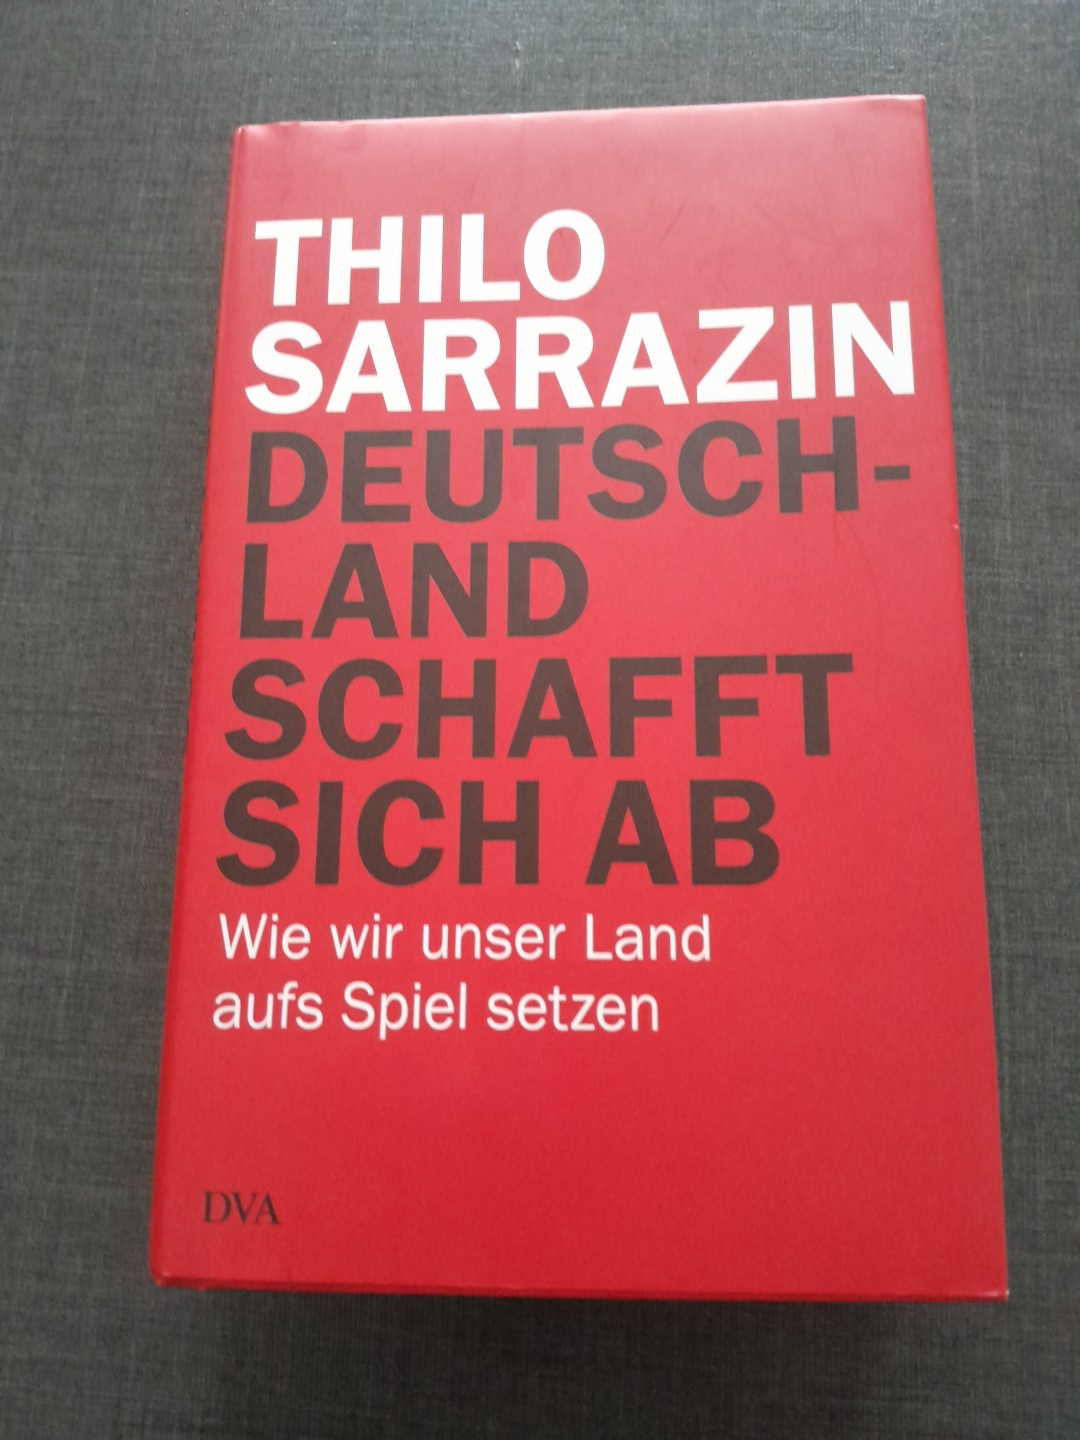 THILO
SARRAZIN
DEUTSCH-
LAND
SCHAFFT
SICH AB
Wie wir unser Land
aufs Spiel setzen
DVA